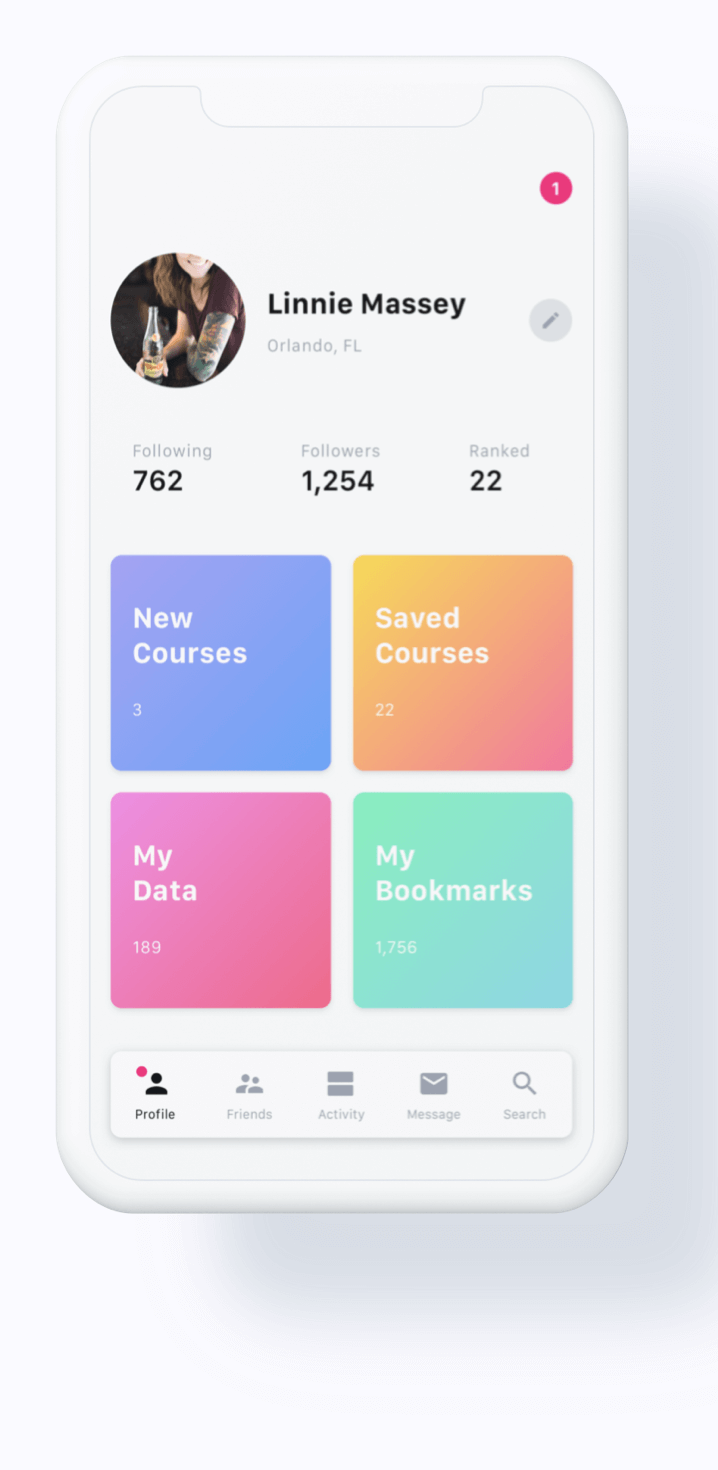 1
Linnie Massey
Orlando, FL
Following Followers Ranked
762 1,254 22
New Saved
Courses Courses
3 22
My My
Data Bookmarks
189 1,756
Profile Friends Activity Message Search